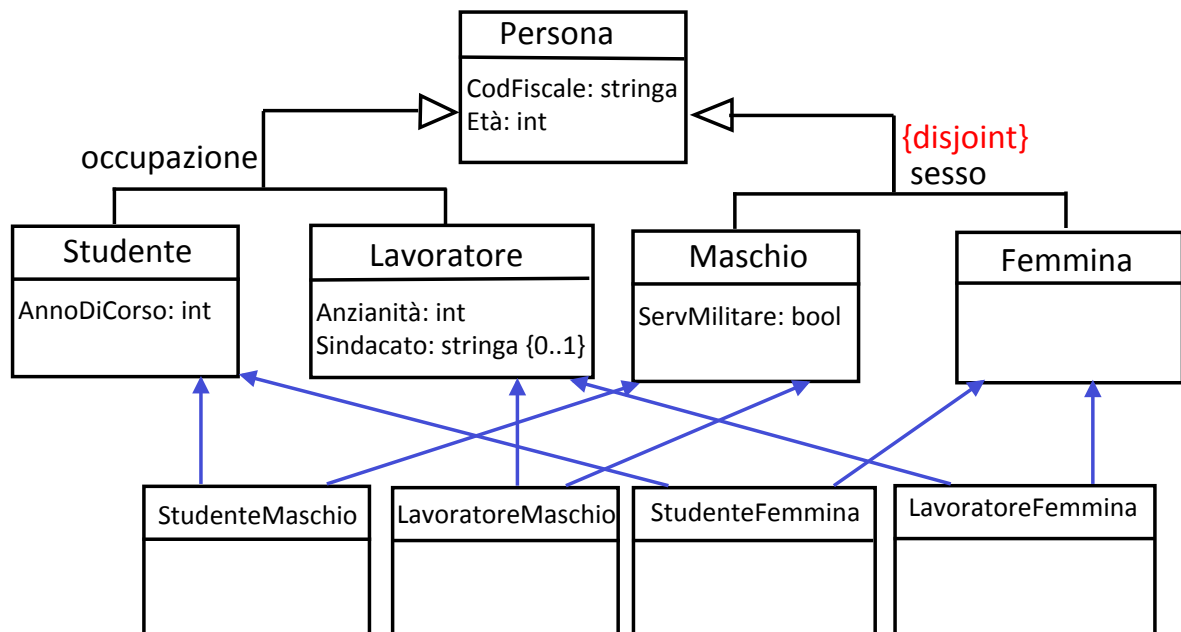 Persona
CodFiscale: stringa
Età: int
occupazione
{disjoint}
sesso
Studente
AnnoDiCorso: int
Lavoratore
Anzianità: int
Sindacato: stringa {0..1}
Maschio
ServMilitare: bool
Femmina
StudenteMaschio
LavoratoreMaschio
StudenteFemmina
LavoratoreFemmina